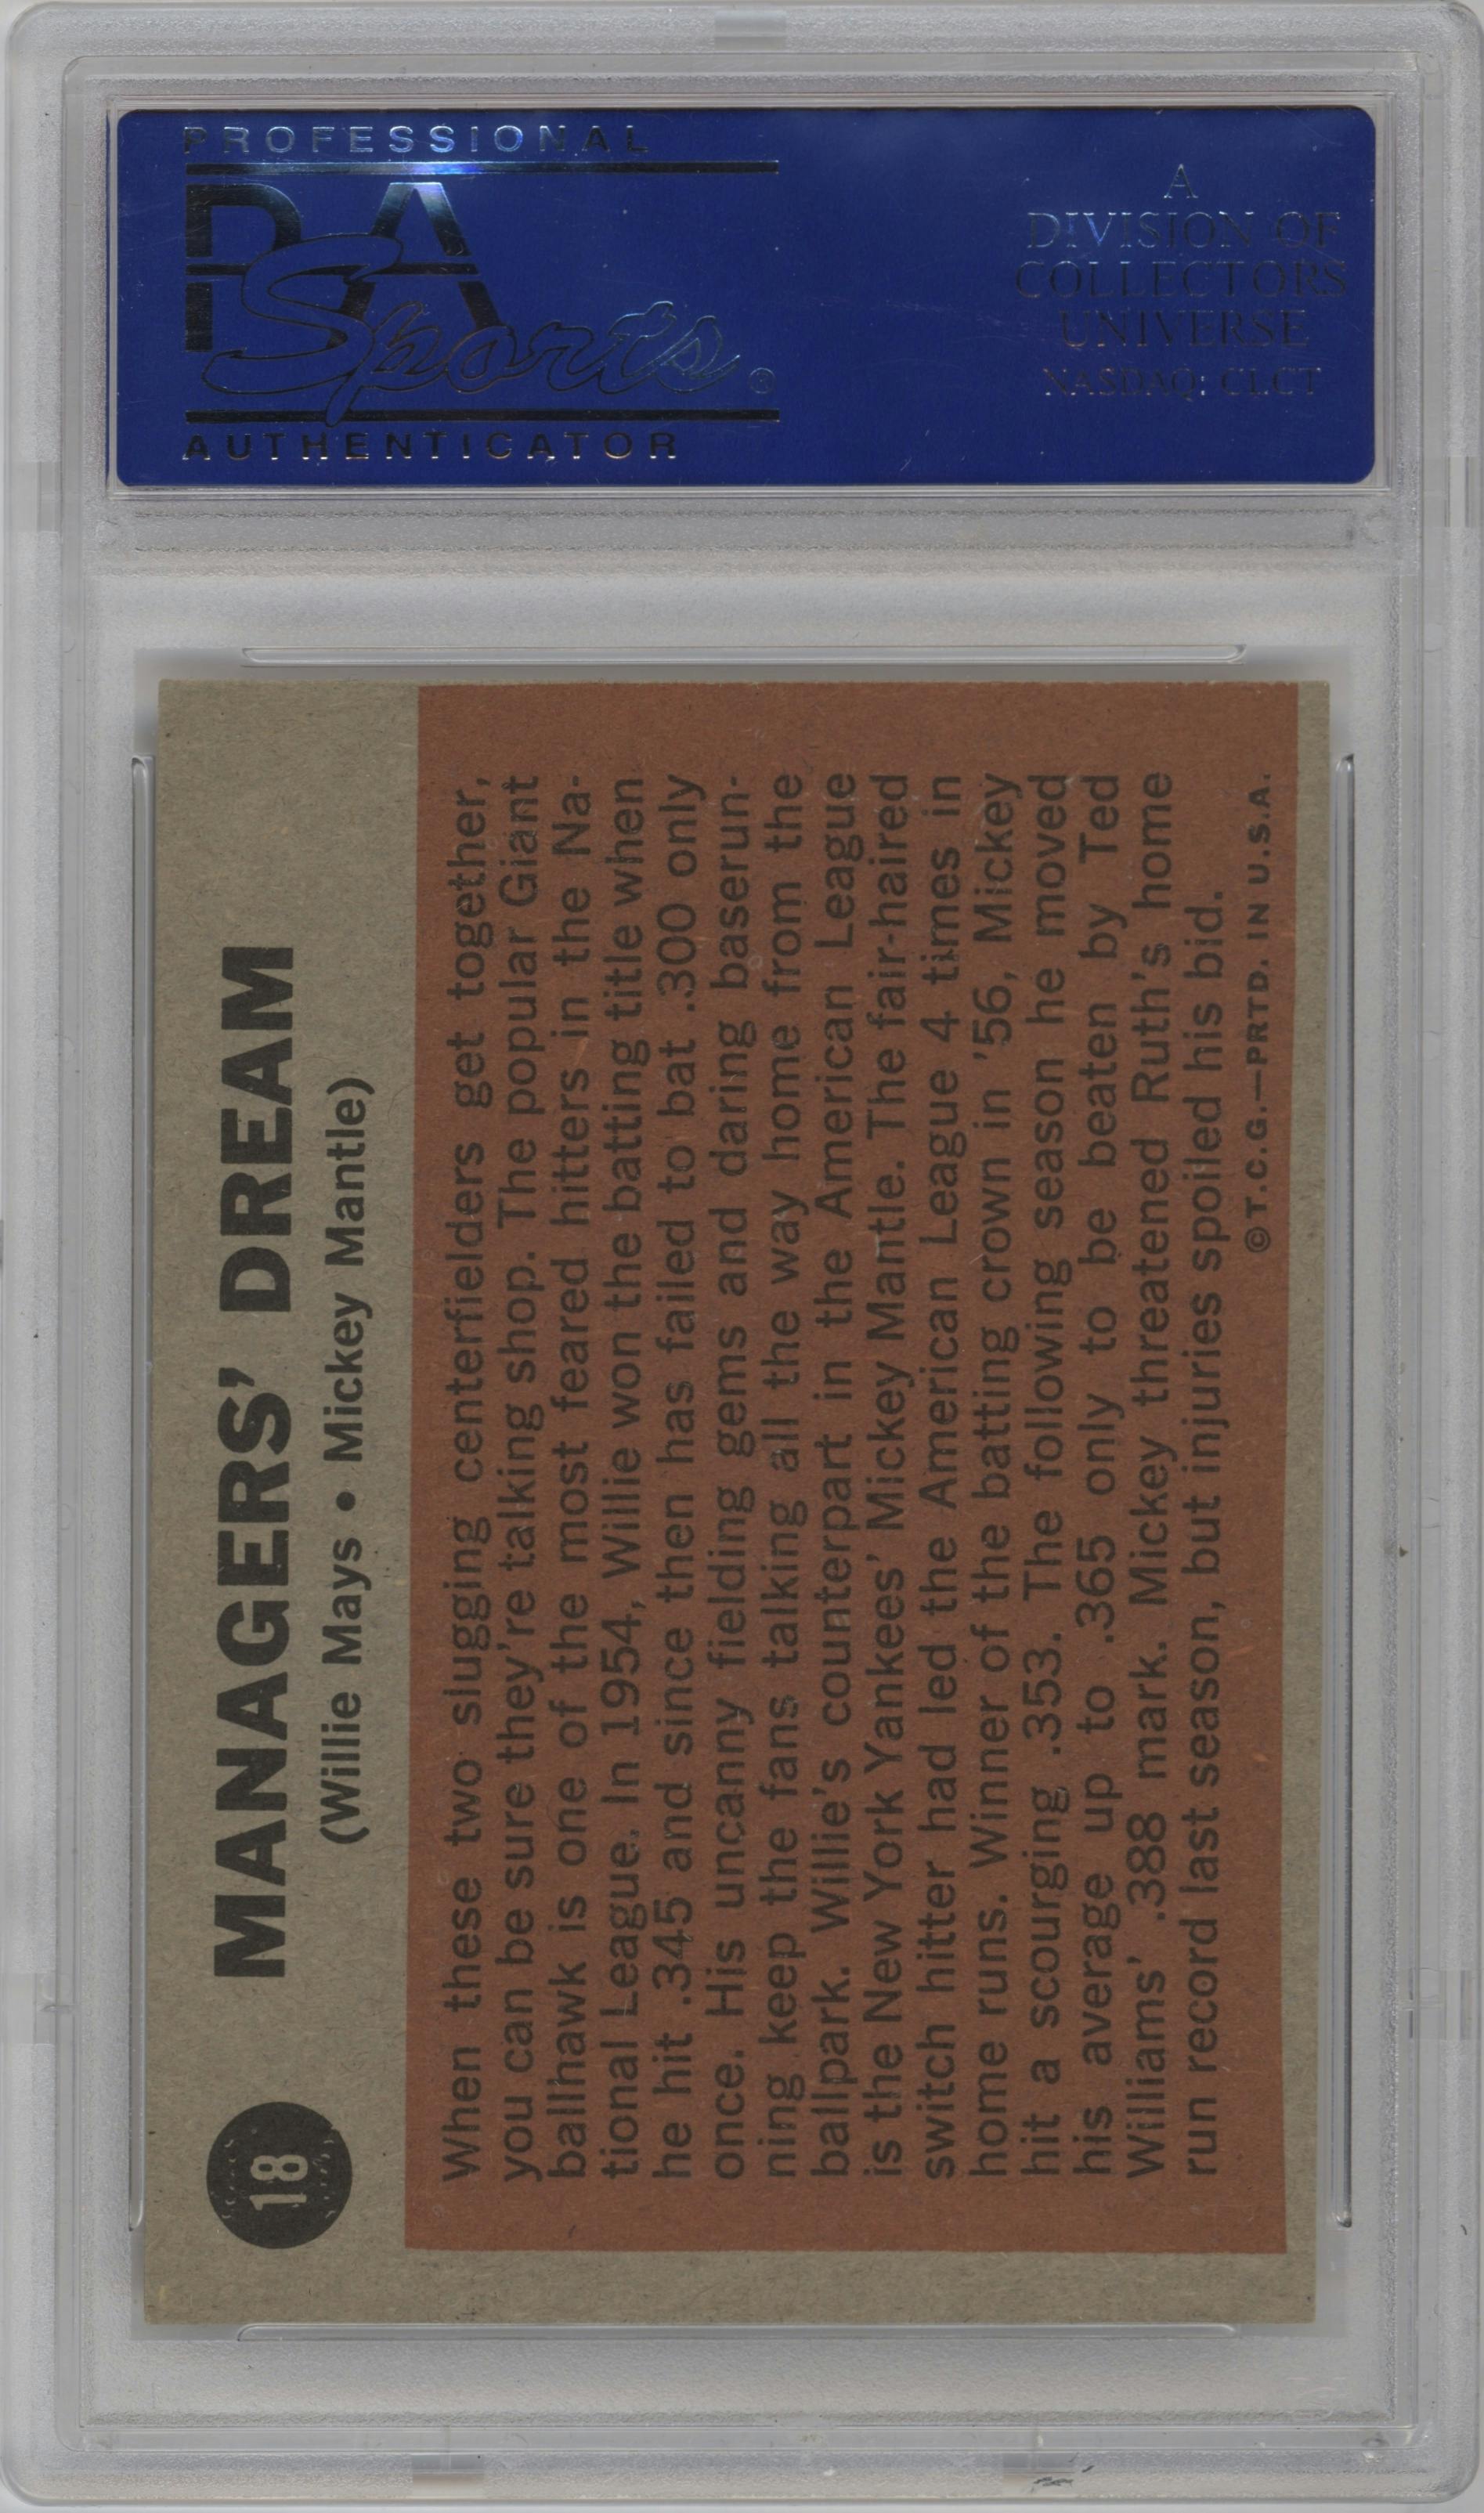 PROFESSIONAL
PSA
Sports®
AUTHENTICATOR
A
DIVISION OF
COLLECTORS
UNIVERSE
NASDAQ: CLCT
18
MANAGERS' DREAM
(Willie Mays • Mickey Mantle)
When these two slugging centerfielders get together,
you can be sure they're talking shop. The popular Giant
ballhawk is one of the most feared hitters in the Na-
tional League. In 1954, Willie won the batting title when
he hit .345 and since then has failed to bat .300 only
once. His uncanny fielding gems and daring baserun-
ning keep the fans talking all the way home from the
ballpark. Willie's counterpart in the American League
is the New York Yankees' Mickey Mantle. The fair-haired
switch hitter had led the American League 4 times in
home runs. Winner of the batting crown in '56, Mickey
hit a scourging .353. The following season he moved
his average up to .365 only to be beaten by Ted
Williams' .388 mark. Mickey threatened Ruth's home
run record last season, but injuries spoiled his bid.
© T.C.G.—PRTD. IN U.S.A.